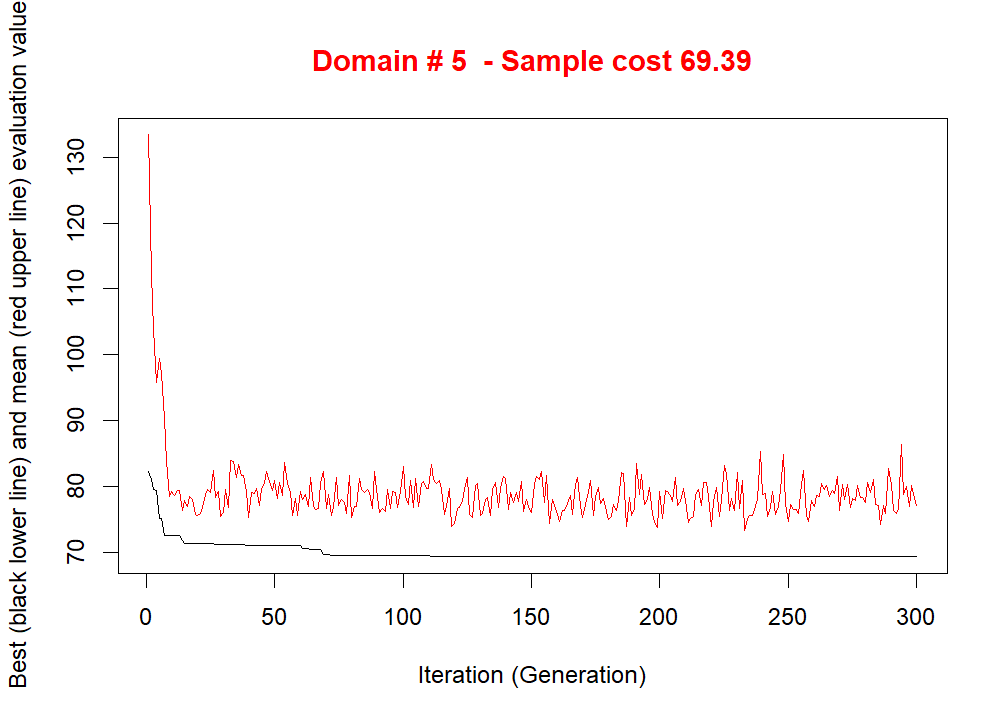 Domain # 5  - Sample cost 69.39
Best (black lower line) and mean (red upper line) evaluation value
130
120
110
100
90
80
70
0 50 100 150 200 250 300
Iteration (Generation)